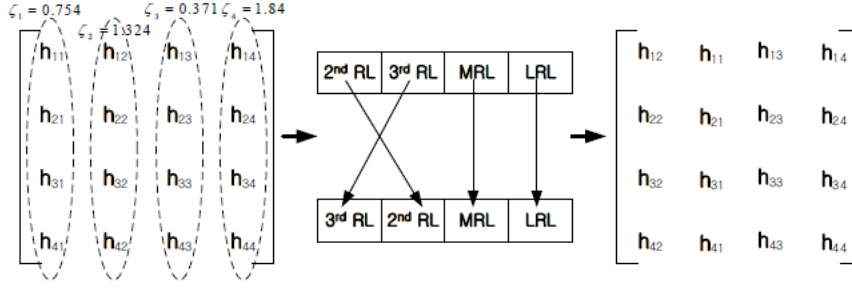 ζ₁ = 0.754 ζ₂ = 1.324 ζ₃ = 0.371 ζ₄ = 1.84
h₁₁ h₁₂ h₁₃ h₁₄
h₂₁ h₂₂ h₂₃ h₂₄
h₃₁ h₃₂ h₃₃ h₃₄
h₄₁ h₄₂ h₄₃ h₄₄
2nd RL 3rd RL MRL LRL
3rd RL 2nd RL MRL LRL
h₁₂ h₁₁ h₁₃ h₁₄
h₂₂ h₂₁ h₂₃ h₂₄
h₃₂ h₃₁ h₃₃ h₃₄
h₄₂ h₄₁ h₄₃ h₄₄